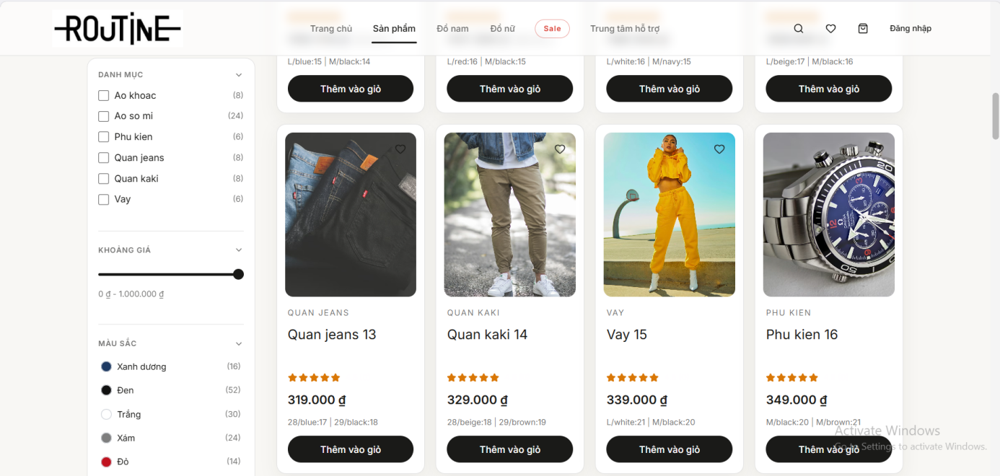 ROUTINE
Trang chủ
Sản phẩm
Đồ nam
Đồ nữ
Sale
Trung tâm hỗ trợ
Đăng nhập
DANH MỤC
Ao khoac (8)
Ao so mi (24)
Phu kien (6)
Quan jeans (8)
Quan kaki (8)
Vay (6)
KHOẢNG GIÁ
0 ₫ - 1.000.000 ₫
MÀU SẮC
Xanh dương (16)
Đen (52)
Trắng (30)
Xám (24)
Đỏ (14)
L/blue:15 | M/black:14
Thêm vào giỏ
L/red:16 | M/black:15
Thêm vào giỏ
L/white:16 | M/navy:15
Thêm vào giỏ
L/beige:17 | M/black:16
Thêm vào giỏ
QUAN JEANS
Quan jeans 13
319.000 ₫
28/blue:17 | 29/black:18
Thêm vào giỏ
QUAN KAKI
Quan kaki 14
329.000 ₫
28/beige:18 | 29/brown:19
Thêm vào giỏ
VAY
Vay 15
339.000 ₫
L/white:21 | M/black:20
Thêm vào giỏ
20
12
50
PHU KIEN
Phu kien 16
349.000 ₫
M/black:20 | M/brown:21
Thêm vào giỏ
Activate Windows
Go to Settings to activate Windows.